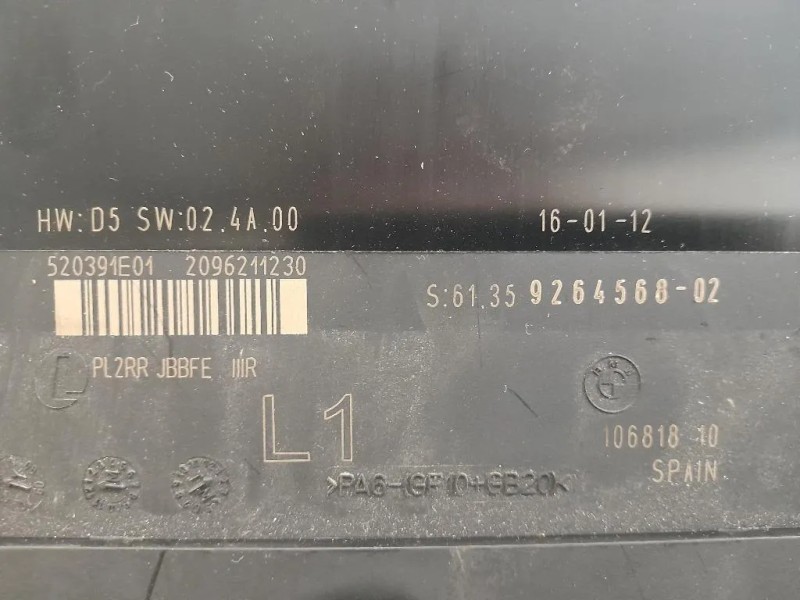 HW:D5 SW:02.4A.00
16-01-12
520391E01 2096211230
S:61.35 9264568-02
PL2RR JBBFE IIIR
L1
BMW
106818 10
SPAIN
>PA6-(GF10+GB20)<